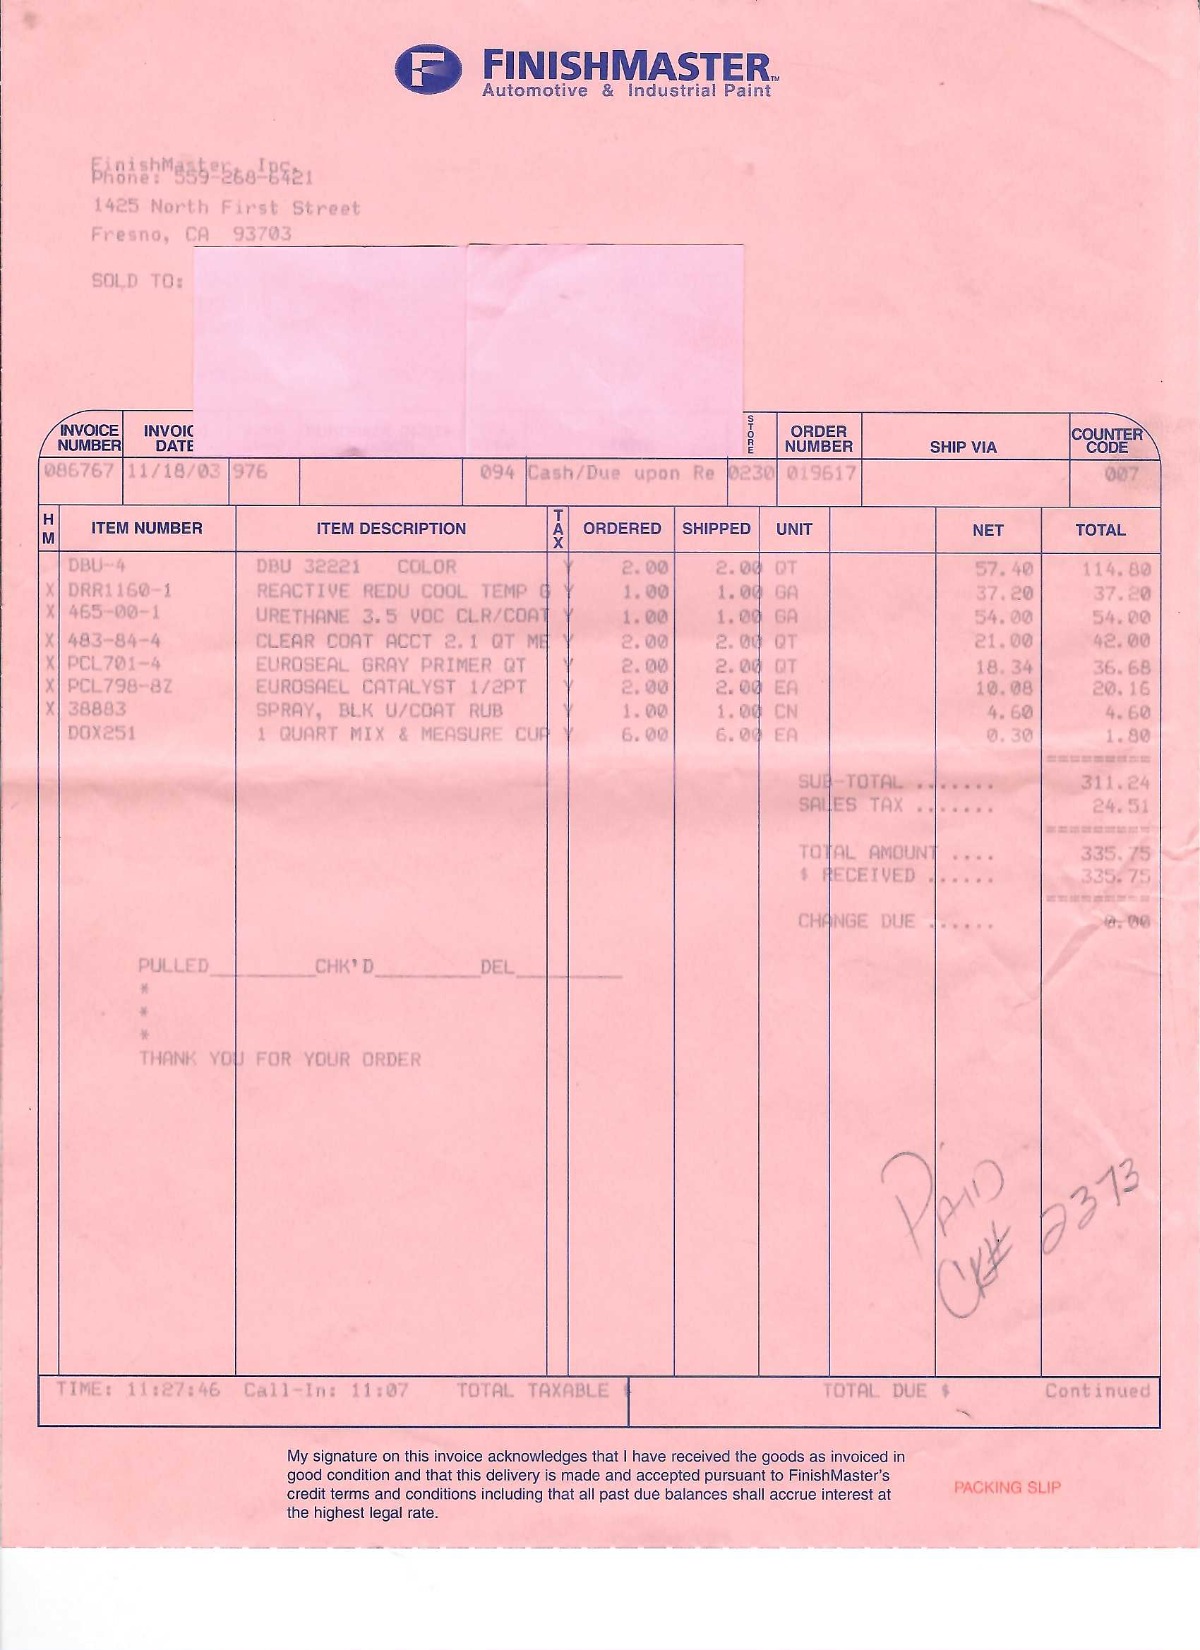 FINISHMASTER™
Automotive & Industrial Paint
FinishMaster, Inc.
Phone: 559-268-6421
1425 North First Street
Fresno, CA 93703
SOLD TO:
INVOICE NUMBER INVOIC DATE STORE ORDER NUMBER SHIP VIA COUNTER CODE
086767 11/18/03 976 094 Cash/Due upon Re 0230 019617 007
HM ITEM NUMBER ITEM DESCRIPTION TAX ORDERED SHIPPED UNIT NET TOTAL
DBU-4 DBU 32221 COLOR Y 2.00 2.00 QT 57.40 114.80
X DRR1160-1 REACTIVE REDU COOL TEMP G Y 1.00 1.00 GA 37.20 37.20
X 465-00-1 URETHANE 3.5 VOC CLR/COAT Y 1.00 1.00 GA 54.00 54.00
X 483-84-4 CLEAR COAT ACCT 2.1 QT ME Y 2.00 2.00 QT 21.00 42.00
X PCL701-4 EUROSEAL GRAY PRIMER QT Y 2.00 2.00 QT 18.34 36.68
X PCL798-8Z EUROSAEL CATALYST 1/2PT Y 2.00 2.00 EA 10.08 20.16
X 38883 SPRAY, BLK U/COAT RUB Y 1.00 1.00 CN 4.60 4.60
DOX251 1 QUART MIX & MEASURE CUP Y 6.00 6.00 EA 0.30 1.80
=========
SUB-TOTAL ....... 311.24
SALES TAX ....... 24.51
=========
TOTAL AMOUNT .... 335.75
$ RECEIVED ...... 335.75
=========
CHANGE DUE ...... 0.00
PULLED_________CHK'D_________DEL_________
*
*
*
THANK YOU FOR YOUR ORDER
PAID
CK# 2373
TIME: 11:27:46 Call-In: 11:07 TOTAL TAXABLE $ TOTAL DUE $ Continued
My signature on this invoice acknowledges that I have received the goods as invoiced in
good condition and that this delivery is made and accepted pursuant to FinishMaster's
credit terms and conditions including that all past due balances shall accrue interest at
the highest legal rate.
PACKING SLIP